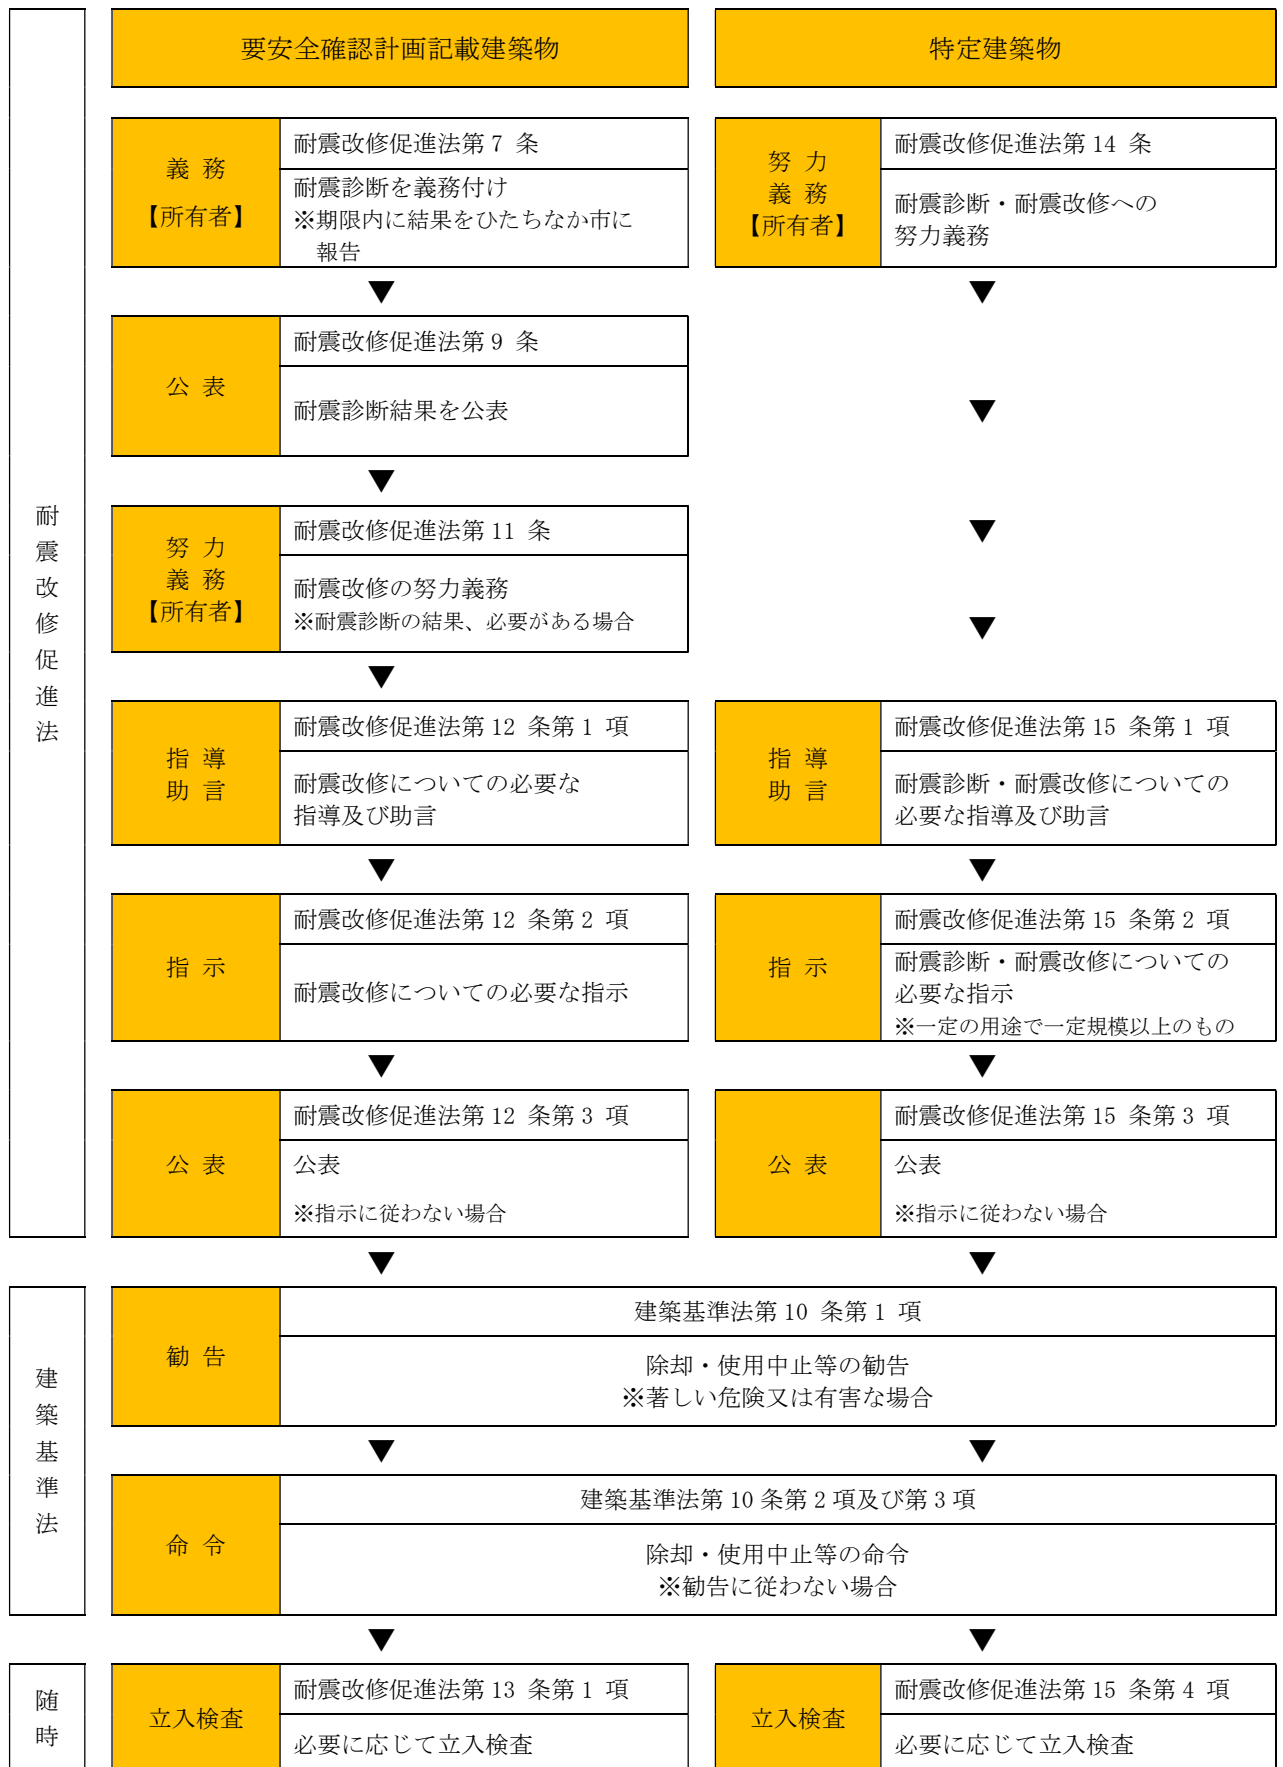 要安全確認計画記載建築物
特定建築物
耐震改修促進法
義 務
【所有者】
耐震改修促進法第 7 条
耐震診断を義務付け
※期限内に結果をひたちなか市に
報告
努 力
義 務
【所有者】
耐震改修促進法第 14 条
耐震診断・耐震改修への
努力義務
▼
▼
公 表
耐震改修促進法第 9 条
耐震診断結果を公表
▼
▼
努 力
義 務
【所有者】
耐震改修促進法第 11 条
耐震改修の努力義務
※耐震診断の結果、必要がある場合
▼
▼
▼
指 導
助 言
耐震改修促進法第 12 条第 1 項
耐震改修についての必要な
指導及び助言
指 導
助 言
耐震改修促進法第 15 条第 1 項
耐震診断・耐震改修についての
必要な指導及び助言
▼
▼
指 示
耐震改修促進法第 12 条第 2 項
耐震改修についての必要な指示
指 示
耐震改修促進法第 15 条第 2 項
耐震診断・耐震改修についての
必要な指示
※一定の用途で一定規模以上のもの
▼
▼
公 表
耐震改修促進法第 12 条第 3 項
公表
※指示に従わない場合
公 表
耐震改修促進法第 15 条第 3 項
公表
※指示に従わない場合
▼
▼
建築基準法
勧 告
建築基準法第 10 条第 1 項
除却・使用中止等の勧告
※著しい危険又は有害な場合
▼
▼
命 令
建築基準法第 10 条第 2 項及び第 3 項
除却・使用中止等の命令
※勧告に従わない場合
▼
▼
随時
立入検査
耐震改修促進法第 13 条第 1 項
必要に応じて立入検査
立入検査
耐震改修促進法第 15 条第 4 項
必要に応じて立入検査